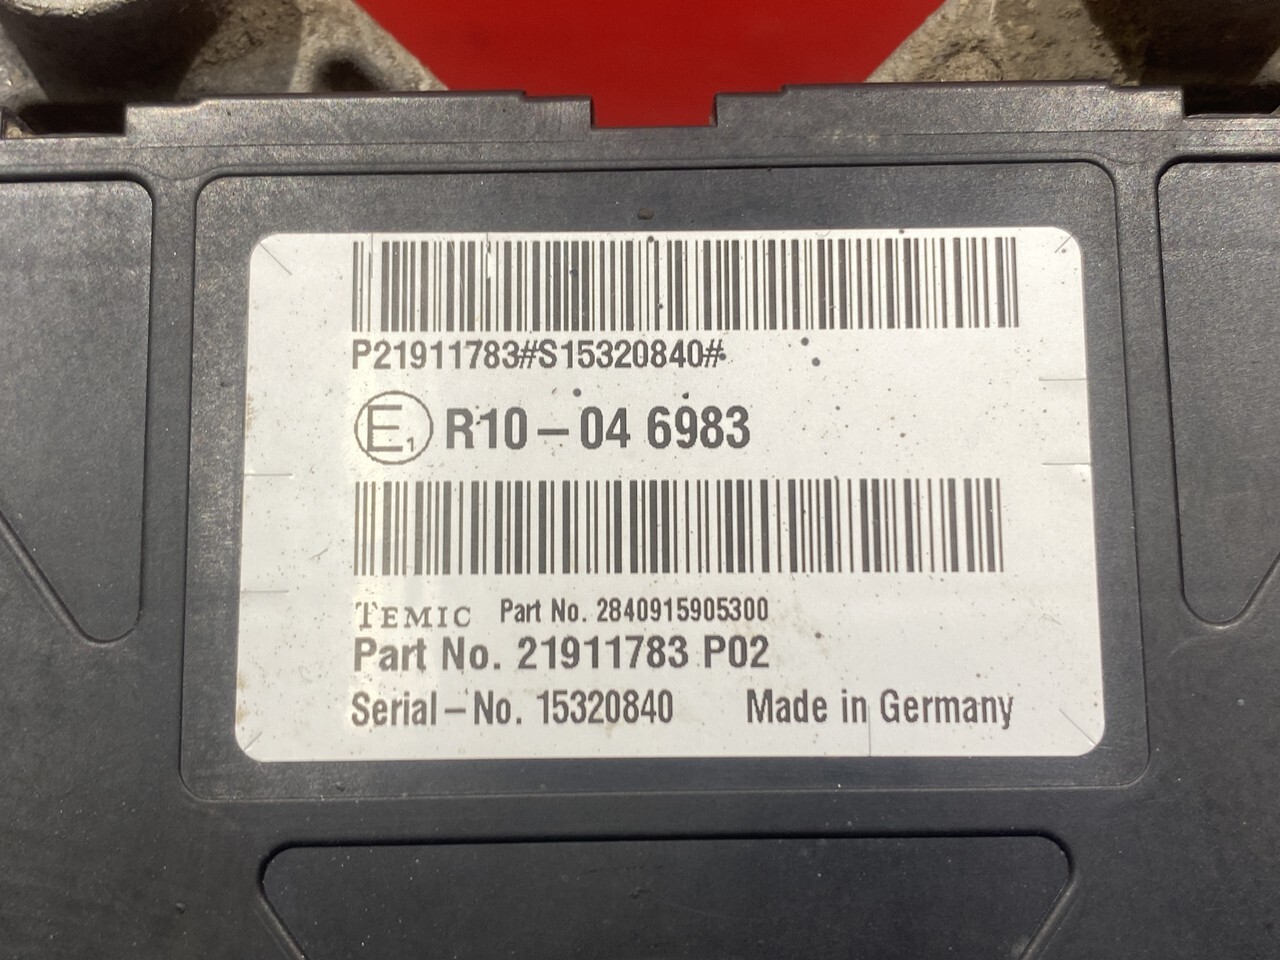 P21911783#S15320840#
E1 R10–04 6983
TEMIC Part No. 2840915905300
Part No. 21911783 P02
Serial–No. 15320840 Made in Germany